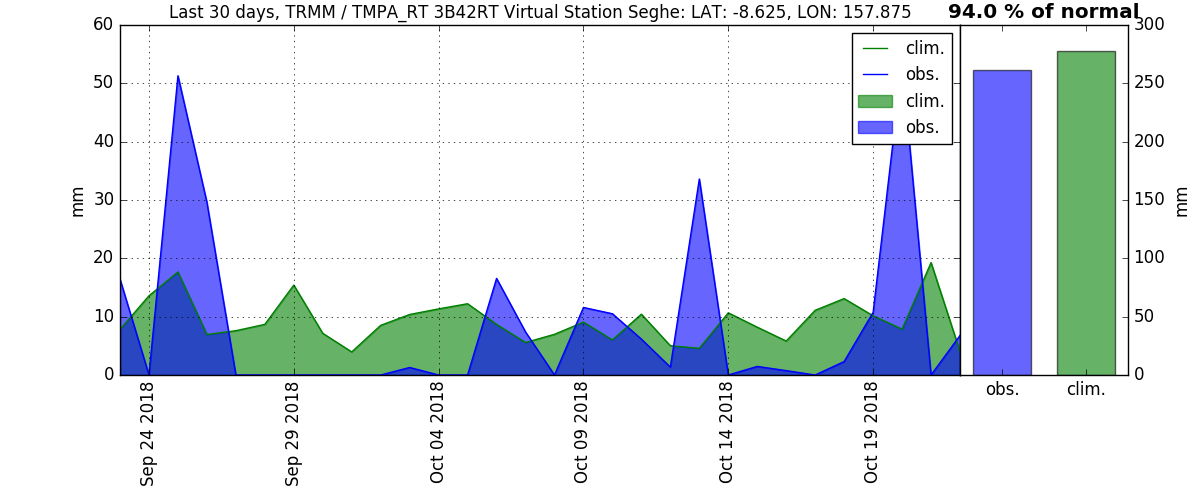 Last 30 days, TRMM / TMPA_RT 3B42RT Virtual Station Seghe: LAT: -8.625, LON: 157.875
94.0 % of normal
60
50
40
30
20
10
0
mm
clim.
obs.
clim.
obs.
300
250
200
150
100
50
0
mm
Sep 24 2018
Sep 29 2018
Oct 04 2018
Oct 09 2018
Oct 14 2018
Oct 19 2018
obs.
clim.